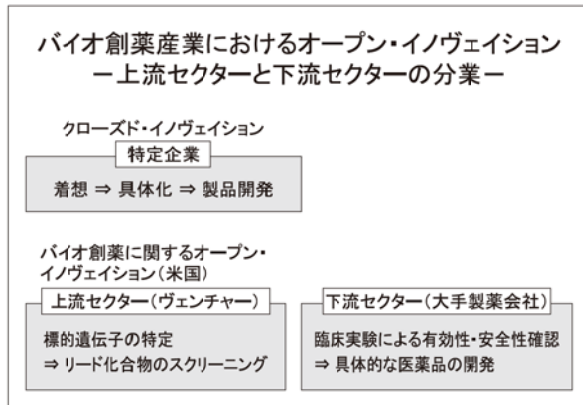 バイオ創薬産業におけるオープン・イノヴェイション
－上流セクターと下流セクターの分業－
クローズド・イノヴェイション
特定企業
着想 ⇒ 具体化 ⇒ 製品開発
バイオ創薬に関するオープン・
イノヴェイション(米国)
上流セクター(ヴェンチャー)
標的遺伝子の特定
⇒ リード化合物のスクリーニング
下流セクター(大手製薬会社)
臨床実験による有効性・安全性確認
⇒ 具体的な医薬品の開発